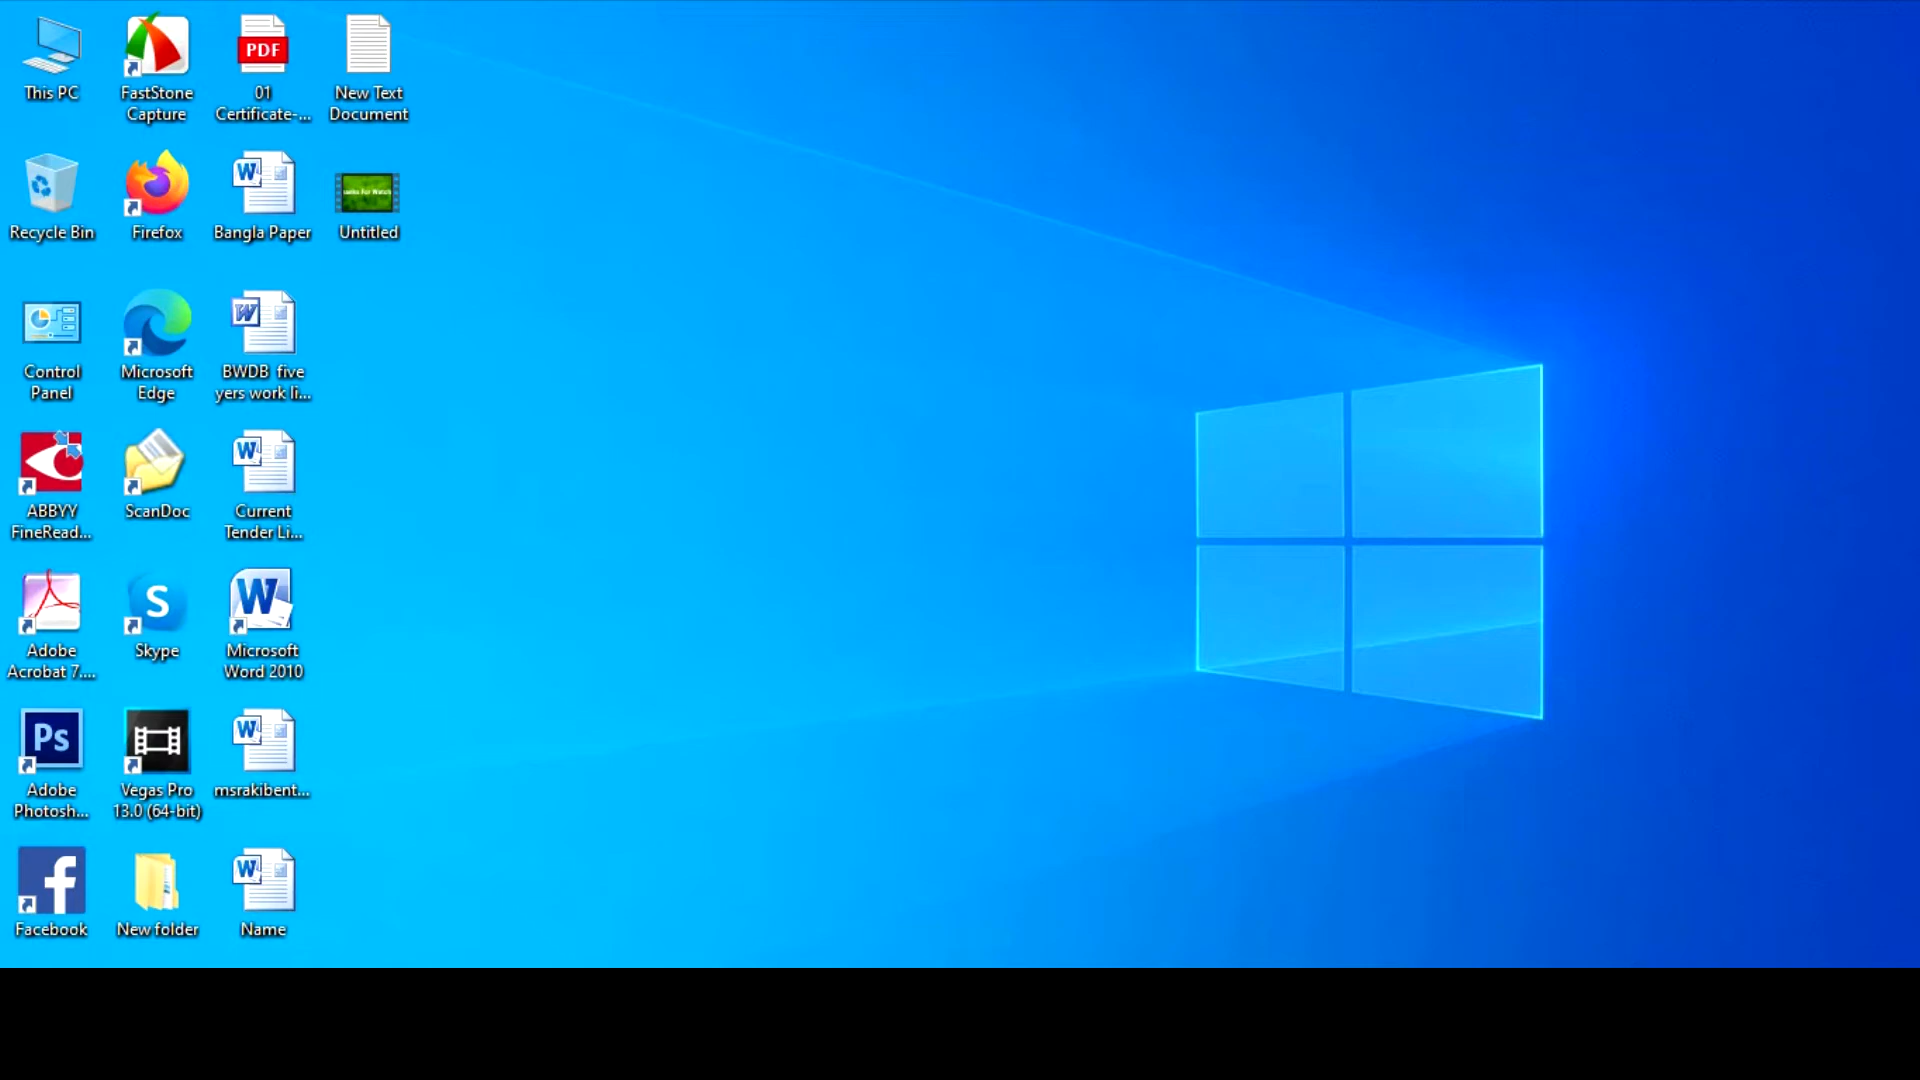 This PC
FastStone
Capture
PDF
01
Certificate-...
New Text
Document
Recycle Bin
Firefox
Bangla Paper
Untitled
Control
Panel
Microsoft
Edge
BWDB five
yers work li...
ABBYY
FineRead...
ScanDoc
Current
Tender Li...
Adobe
Acrobat 7....
S
Skype
W
Microsoft
Word 2010
Ps
Adobe
Photosh...
Vegas Pro
13.0 (64-bit)
msrakibent...
f
Facebook
New folder
Name